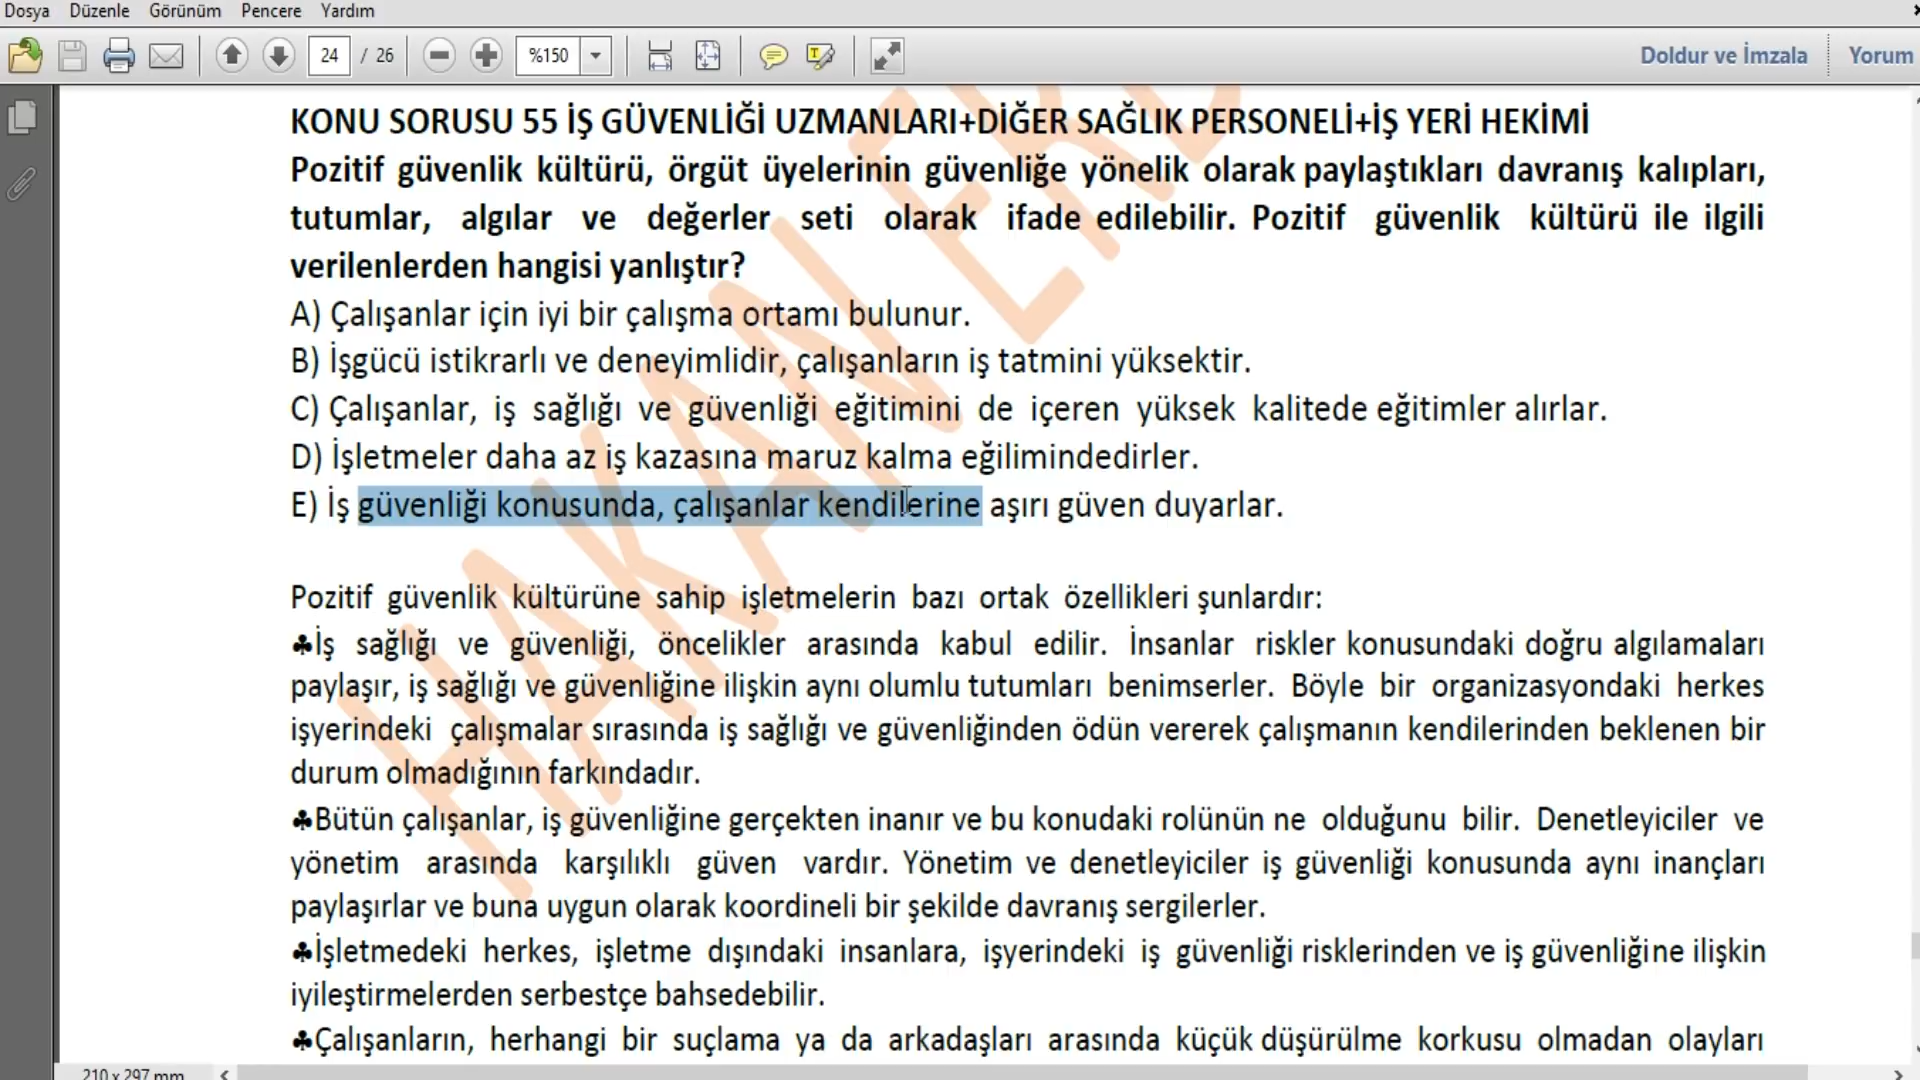 Dosya Düzenle Görünüm Pencere Yardım
24 / 26 %150 Doldur ve İmzala Yorum
KONU SORUSU 55 İŞ GÜVENLİĞİ UZMANLARI+DİĞER SAĞLIK PERSONELİ+İŞ YERİ HEKİMİ
Pozitif güvenlik kültürü, örgüt üyelerinin güvenliğe yönelik olarak paylaştıkları davranış kalıpları,
tutumlar, algılar ve değerler seti olarak ifade edilebilir. Pozitif güvenlik kültürü ile ilgili
verilenlerden hangisi yanlıştır?
A) Çalışanlar için iyi bir çalışma ortamı bulunur.
B) İşgücü istikrarlı ve deneyimlidir, çalışanların iş tatmini yüksektir.
C) Çalışanlar, iş sağlığı ve güvenliği eğitimini de içeren yüksek kalitede eğitimler alırlar.
D) İşletmeler daha az iş kazasına maruz kalma eğilimindedirler.
E) İş güvenliği konusunda, çalışanlar kendilerine aşırı güven duyarlar.
Pozitif güvenlik kültürüne sahip işletmelerin bazı ortak özellikleri şunlardır:
♣İş sağlığı ve güvenliği, öncelikler arasında kabul edilir. İnsanlar riskler konusundaki doğru algılamaları
paylaşır, iş sağlığı ve güvenliğine ilişkin aynı olumlu tutumları benimserler. Böyle bir organizasyondaki herkes
işyerindeki çalışmalar sırasında iş sağlığı ve güvenliğinden ödün vererek çalışmanın kendilerinden beklenen bir
durum olmadığının farkındadır.
♣Bütün çalışanlar, iş güvenliğine gerçekten inanır ve bu konudaki rolünün ne olduğunu bilir. Denetleyiciler ve
yönetim arasında karşılıklı güven vardır. Yönetim ve denetleyiciler iş güvenliği konusunda aynı inançları
paylaşırlar ve buna uygun olarak koordineli bir şekilde davranış sergilerler.
♣İşletmedeki herkes, işletme dışındaki insanlara, işyerindeki iş güvenliği risklerinden ve iş güvenliğine ilişkin
iyileştirmelerden serbestçe bahsedebilir.
♣Çalışanların, herhangi bir suçlama ya da arkadaşları arasında küçük düşürülme korkusu olmadan olayları
210 x 297 mm
HAKAN